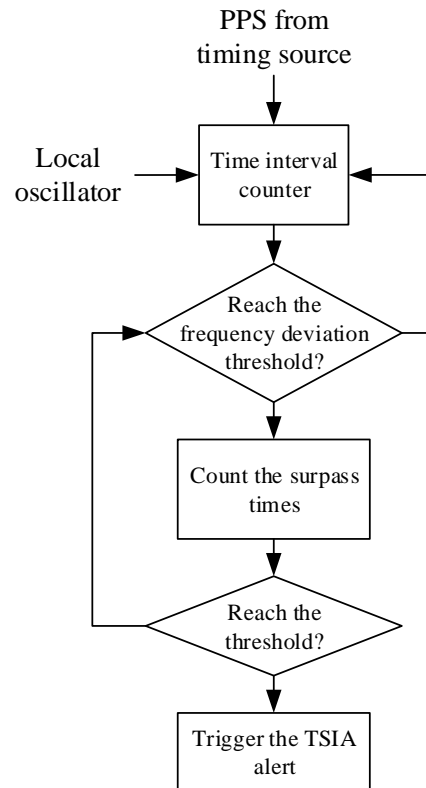 PPS from
timing source
Local
oscillator
Time interval
counter
Reach the
frequency deviation
threshold?
Count the surpass
times
Reach the
threshold?
Trigger the TSIA
alert